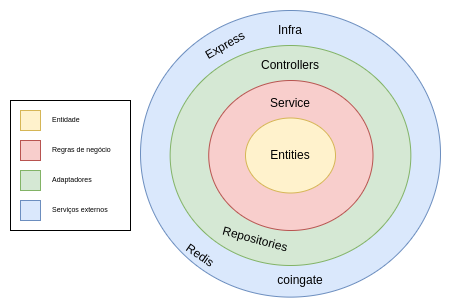 Infra
Express
Controllers
Service
Entities
Repositories
Redis
coingate
Entidade
Regras de negócio
Adaptadores
Serviços externos